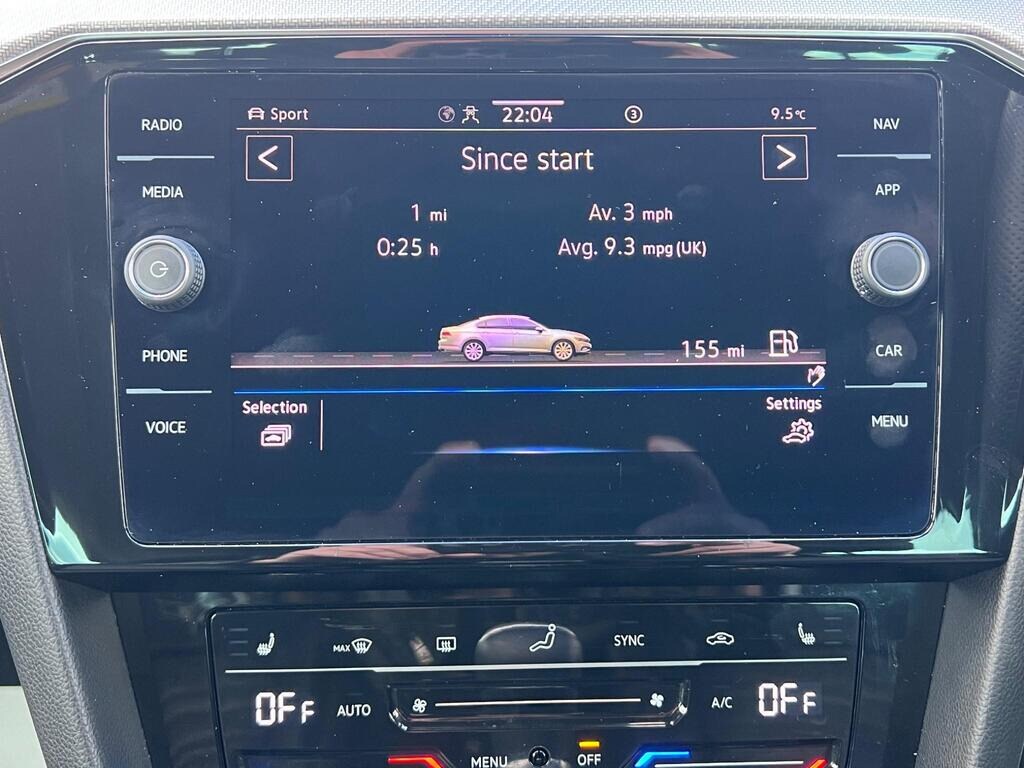 RADIO
Sport
22:04
3
9.5°C
NAV
MEDIA
<
Since start
>
APP
1 mi
Av. 3 mph
0:25 h
Avg. 9.3 mpg (UK)
PHONE
155 mi
CAR
VOICE
Selection
Settings
MENU
MAX
SYNC
OFF
AUTO
A/C
OFF
MENU
OFF